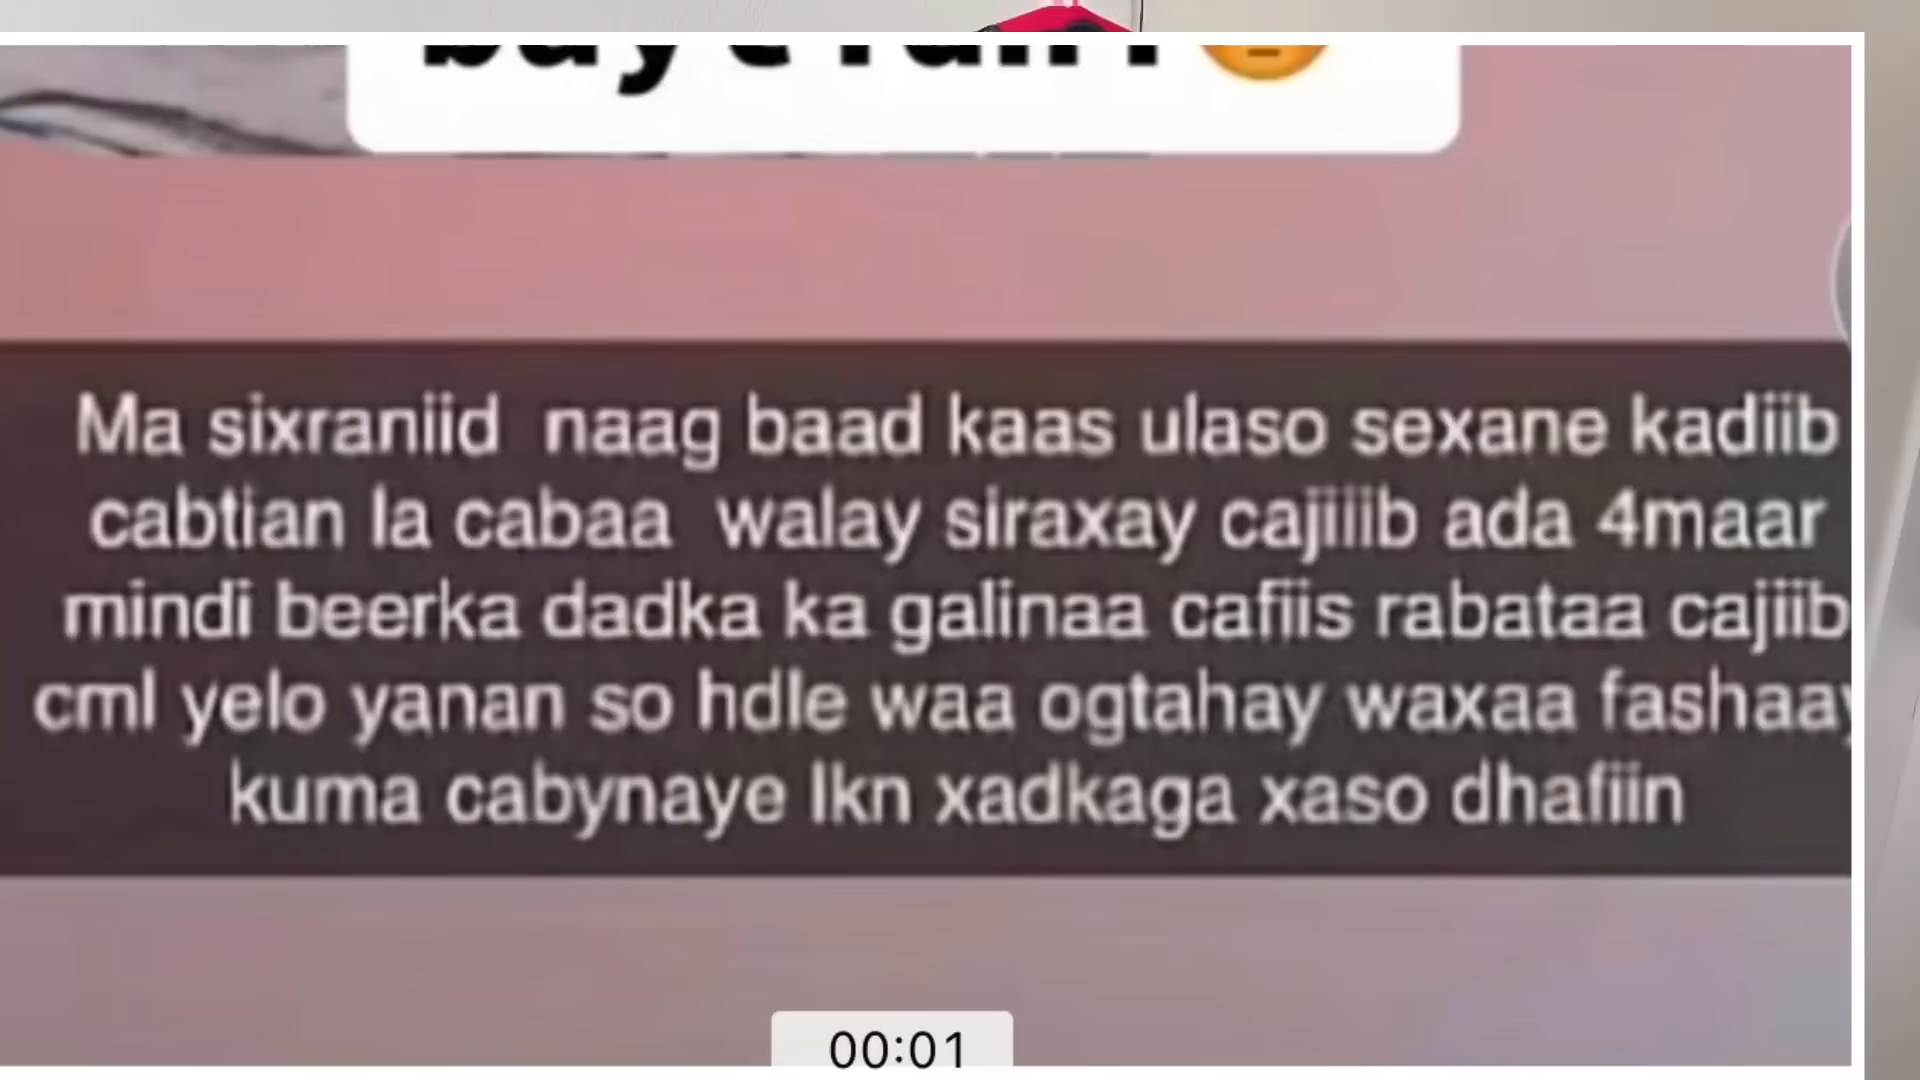 Ma sixraniid naag baad kaas ulaso sexane kadiib
cabtian la cabaa walay siraxay cajiiib ada 4maar
mindi beerka dadka ka galinaa cafiis rabataa cajiib
cml yelo yanan so hdle waa ogtahay waxaa fashaay
kuma cabynaye lkn xadkaga xaso dhafiin
00:01